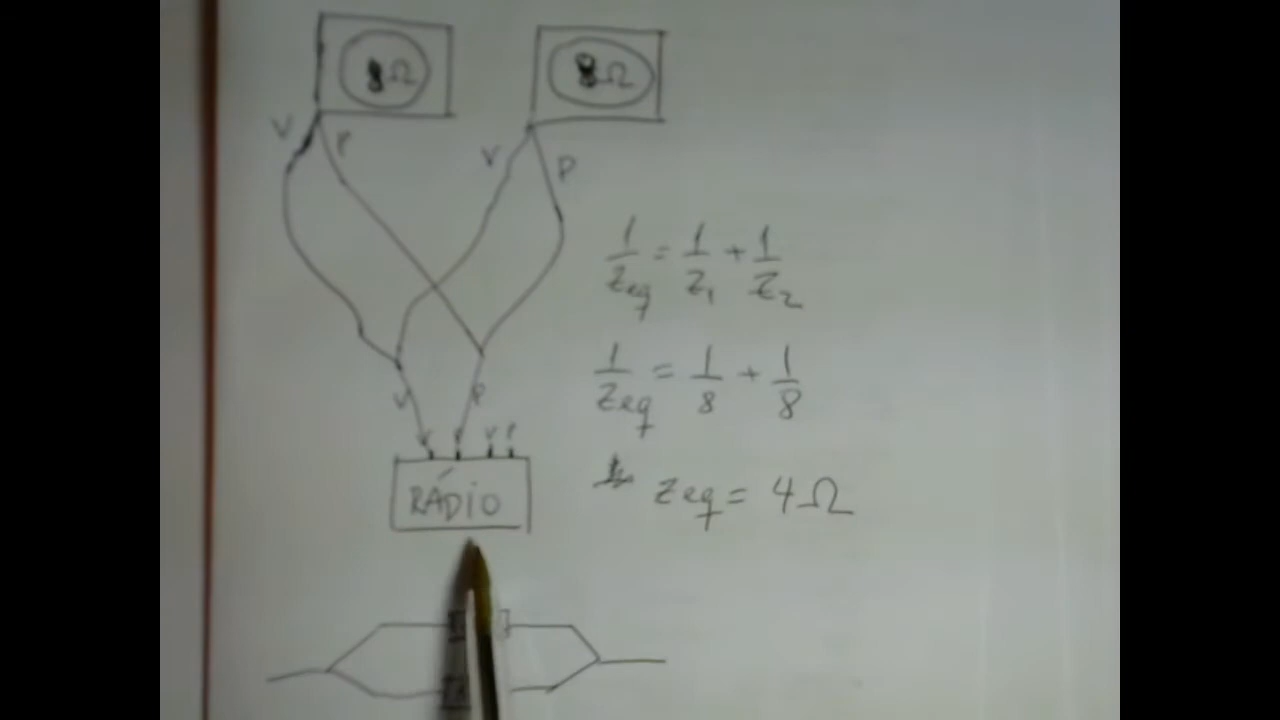 8Ω 8Ω
V P V P
1/Zeq = 1/Z1 + 1/Z2
1/Zeq = 1/8 + 1/8
V P
V P V P
RÁDIO
Zeq = 4Ω